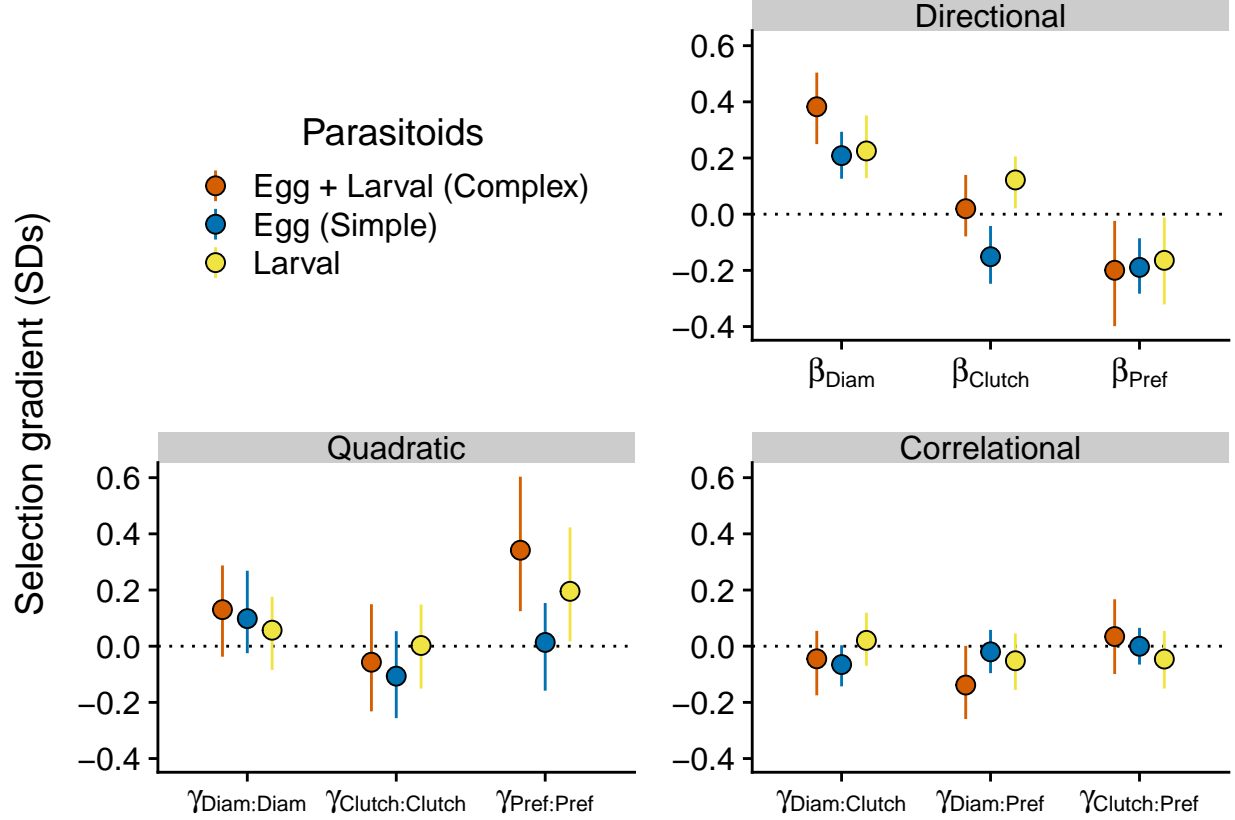 Directional
0.6
0.4
0.2
0.0
−0.2
−0.4
βDiam βClutch βPref
Parasitoids
Egg + Larval (Complex)
Egg (Simple)
Larval
Selection gradient (SDs)
Quadratic
0.6
0.4
0.2
0.0
−0.2
−0.4
γDiam:Diam γClutch:Clutch γPref:Pref
Correlational
0.6
0.4
0.2
0.0
−0.2
−0.4
γDiam:Clutch γDiam:Pref γClutch:Pref